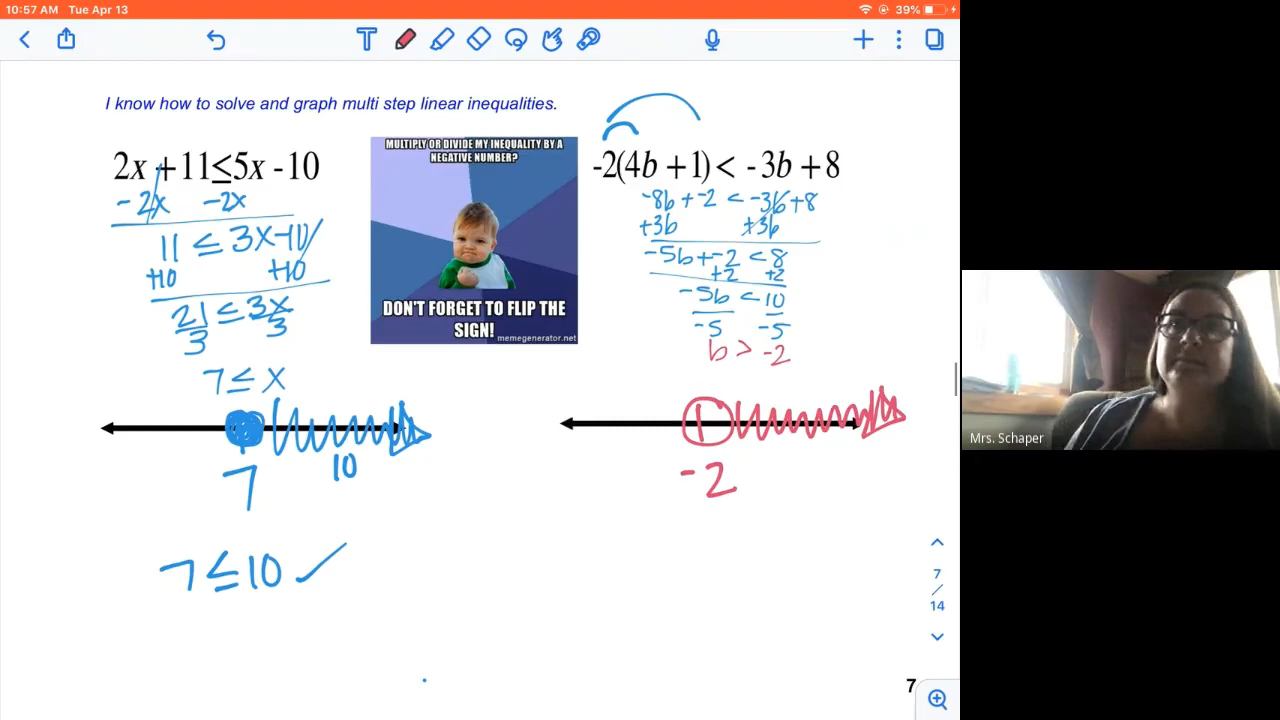 10:57 AM Tue Apr 13
39%
I know how to solve and graph multi step linear inequalities.
2x + 11 ≤ 5x - 10
- 2x -2x
11 ≤ 3x-10
+10 +10
21 ≤ 3x
3 3
7 ≤ x
7
10
7 ≤ 10 ✓
MULTIPLY OR DIVIDE MY INEQUALITY BY A
NEGATIVE NUMBER?
DON'T FORGET TO FLIP THE
SIGN!
memegenerator.net
-2(4b + 1) < -3b + 8
-8b + -2 < -3b + 8
+3b +3b
-5b + -2 < 8
+2 +2
-5b < 10
-5 -5
b > -2
-2
Mrs. Schaper
7
/
14
7